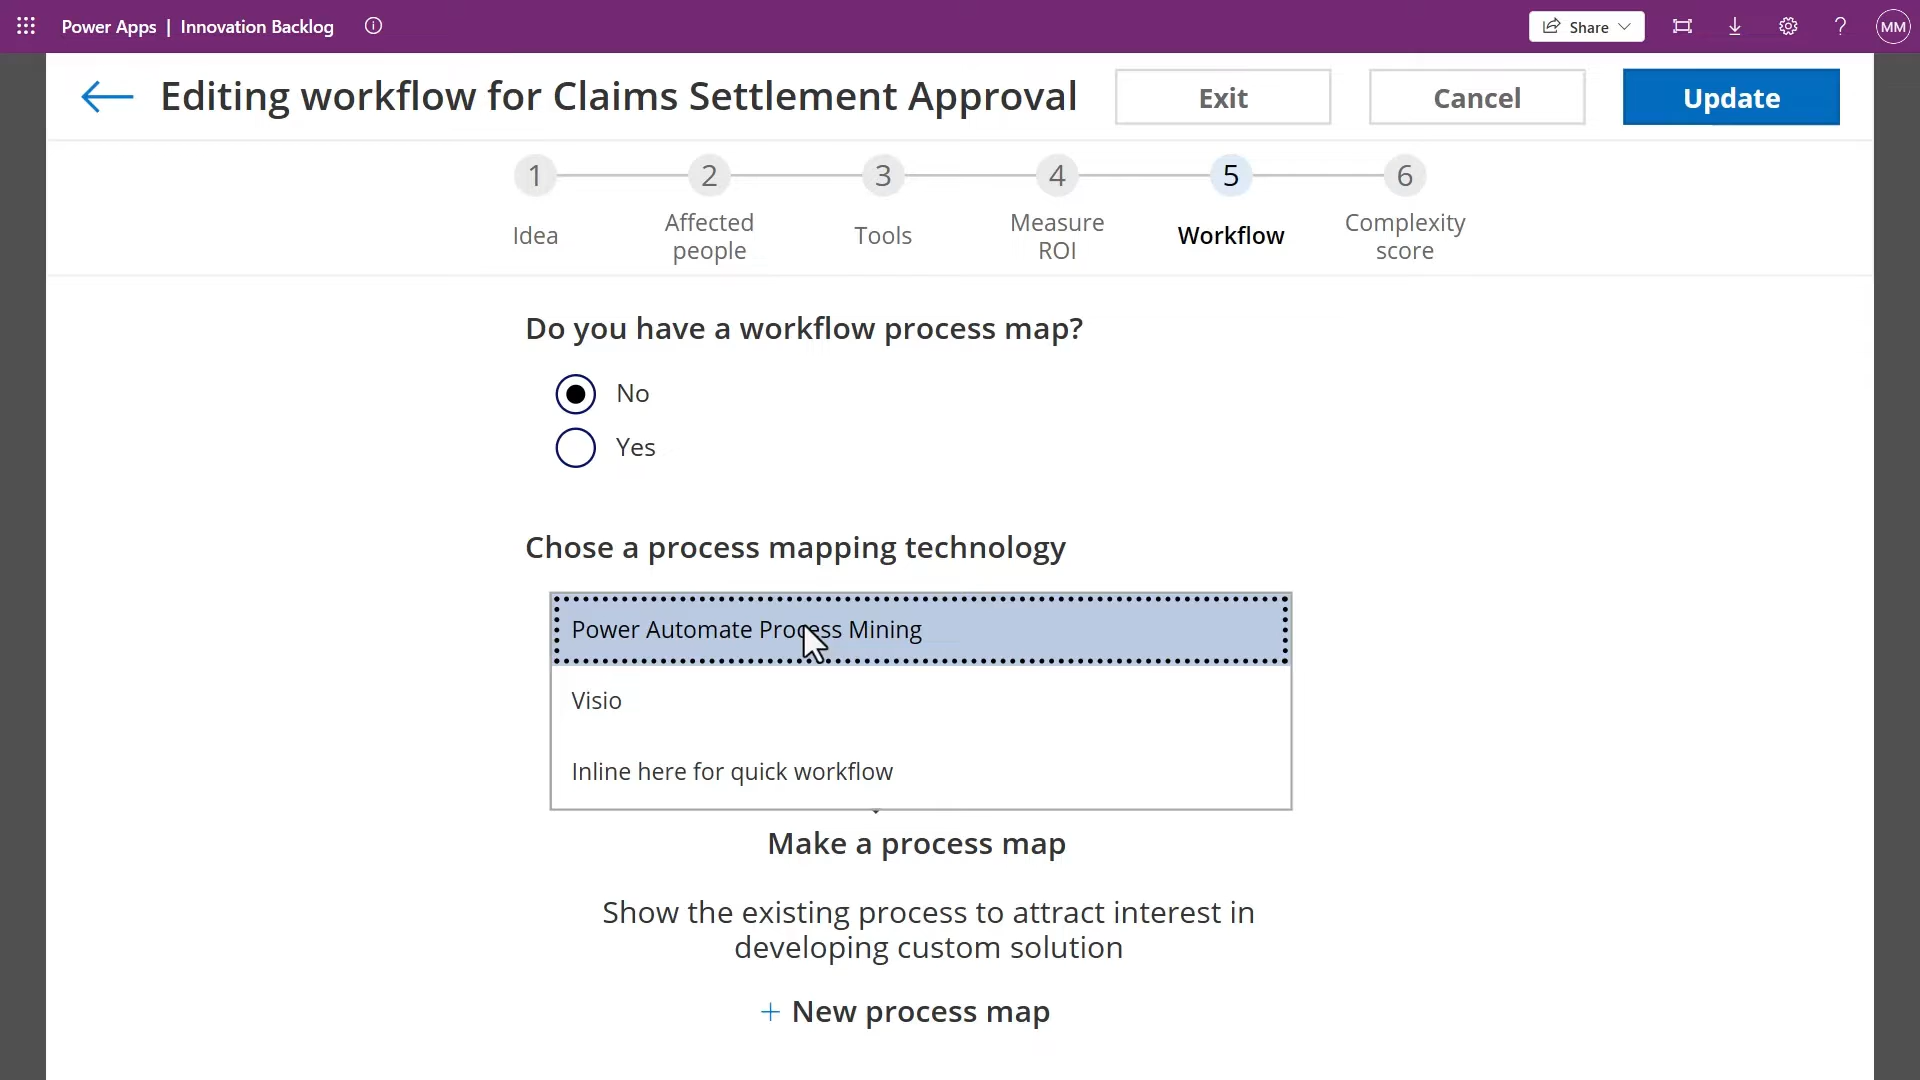 Power Apps | Innovation Backlog
Share
?
MM
Editing workflow for Claims Settlement Approval
Exit
Cancel
Update
1
2
3
4
5
6
Idea
Affected
people
Tools
Measure
ROI
Workflow
Complexity
score
Do you have a workflow process map?
No
Yes
Chose a process mapping technology
Power Automate Process Mining
Visio
Inline here for quick workflow
Make a process map
Show the existing process to attract interest in
developing custom solution
+ New process map